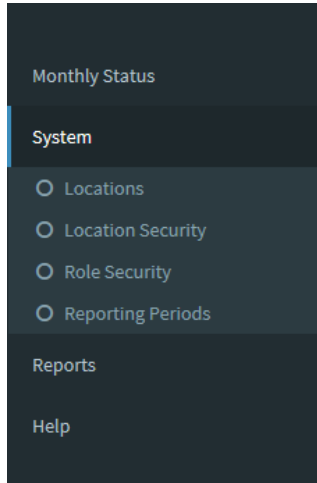 Monthly Status
System
Locations
Location Security
Role Security
Reporting Periods
Reports
Help